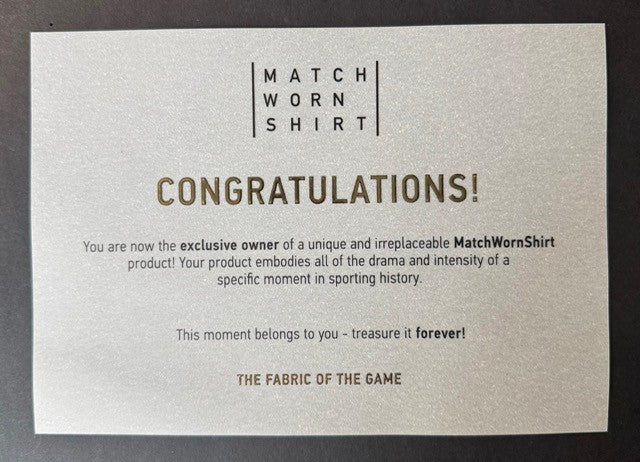 MATCH
WORN
SHIRT
CONGRATULATIONS!
You are now the exclusive owner of a unique and irreplaceable MatchWornShirt
product! Your product embodies all of the drama and intensity of a
specific moment in sporting history.
This moment belongs to you - treasure it forever!
THE FABRIC OF THE GAME